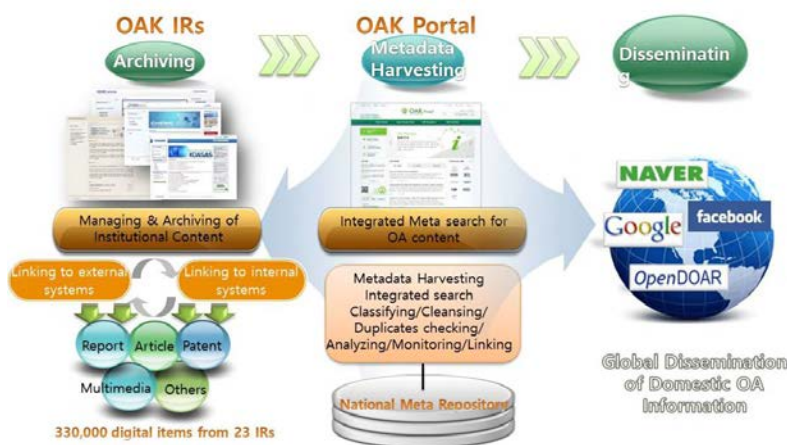 OAK IRs
Archiving
Managing & Archiving of
Institutional Content
Linking to external
systems
Linking to internal
systems
Report
Article
Patent
Multimedia
Others
330,000 digital items from 23 IRs
OAK Portal
Metadata
Harvesting
OAK
Integrated Meta search for
OA content
Metadata Harvesting
Integrated search
Classifying/Cleansing/
Duplicates checking/
Analyzing/Monitoring/Linking
National Meta Repository
Disseminatin
g
NAVER
Google
facebook
OpenDOAR
Global Dissemination
of Domestic OA
Information